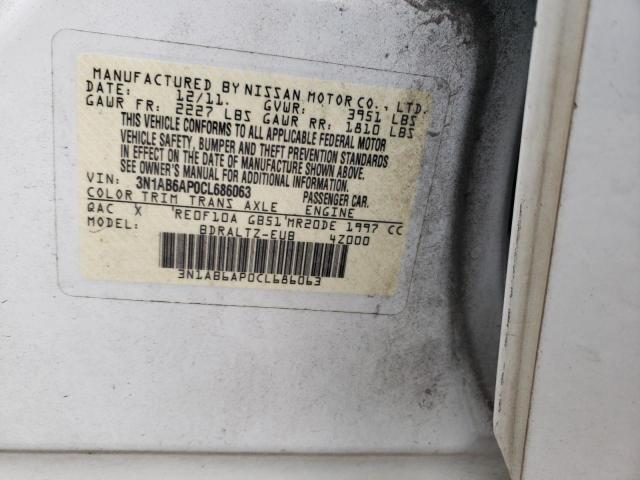 MANUFACTURED BY NISSAN MOTOR CO., LTD.
DATE: 12/11. GVWR: 3951 LBS
GAWR FR: 2227 LBS GAWR RR: 1810 LBS
THIS VEHICLE CONFORMS TO ALL APPLICABLE FEDERAL MOTOR
VEHICLE SAFETY, BUMPER AND THEFT PREVENTION STANDARDS
IN EFFECT ON THE DATE OF MANUFACTURE SHOWN ABOVE.
SEE OWNER'S MANUAL FOR ADDITIONAL INFORMATION.
VIN: 3N1AB6AP0CL686063 PASSENGER CAR.
COLOR TRIM TRANS AXLE ENGINE
QAC X RE0F10A GB51 MR20DE 1997 CC
MODEL: BDRALTZ-EUB 4Z000
3N1AB6AP0CL686063